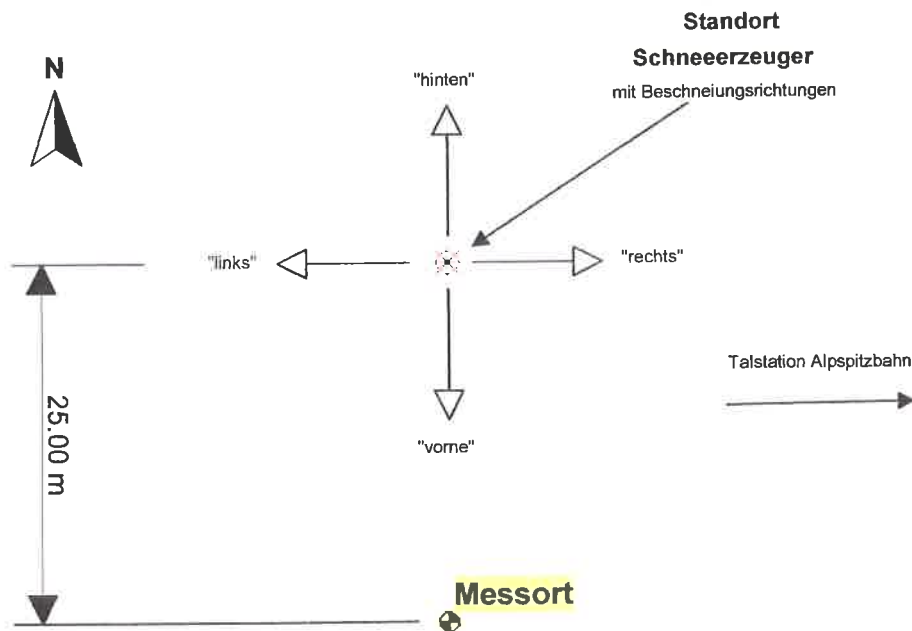 Standort
Schneeerzeuger
mit Beschneiungsrichtungen
N
"hinten"
"links"
"rechts"
Talstation Alpspitzbahn
25.00 m
"vorne"
Messort